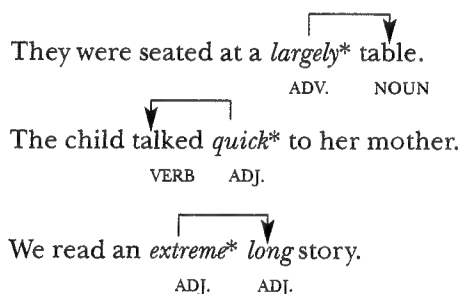 They were seated at a largely* table.
ADV. NOUN
The child talked quick* to her mother.
VERB ADJ.
We read an extreme* long story.
ADJ. ADJ.